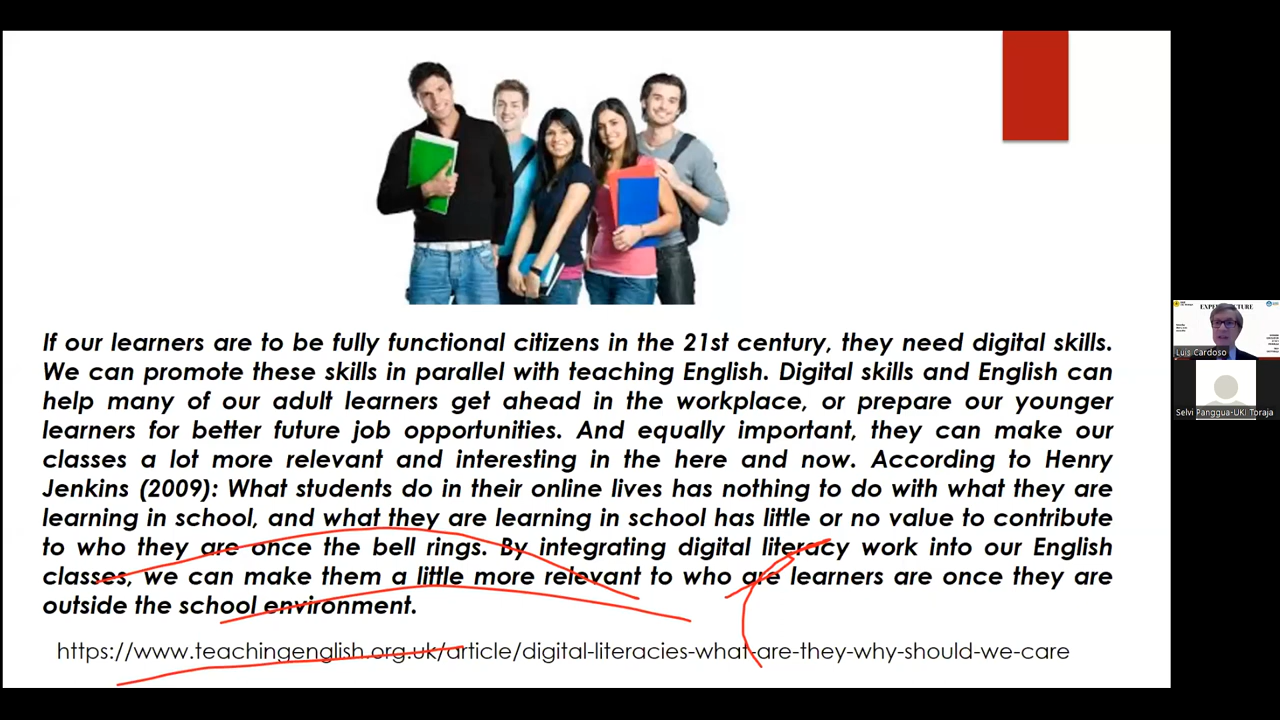 If our learners are to be fully functional citizens in the 21st century, they need digital skills.
We can promote these skills in parallel with teaching English. Digital skills and English can
help many of our adult learners get ahead in the workplace, or prepare our younger
learners for better future job opportunities. And equally important, they can make our
classes a lot more relevant and interesting in the here and now. According to Henry
Jenkins (2009): What students do in their online lives has nothing to do with what they are
learning in school, and what they are learning in school has little or no value to contribute
to who they are once the bell rings. By integrating digital literacy work into our English
classes, we can make them a little more relevant to who are learners are once they are
outside the school environment.
https://www.teachingenglish.org.uk/article/digital-literacies-what-are-they-why-should-we-care
Luis Cardoso
Selvi Panggua-UKI Toraja